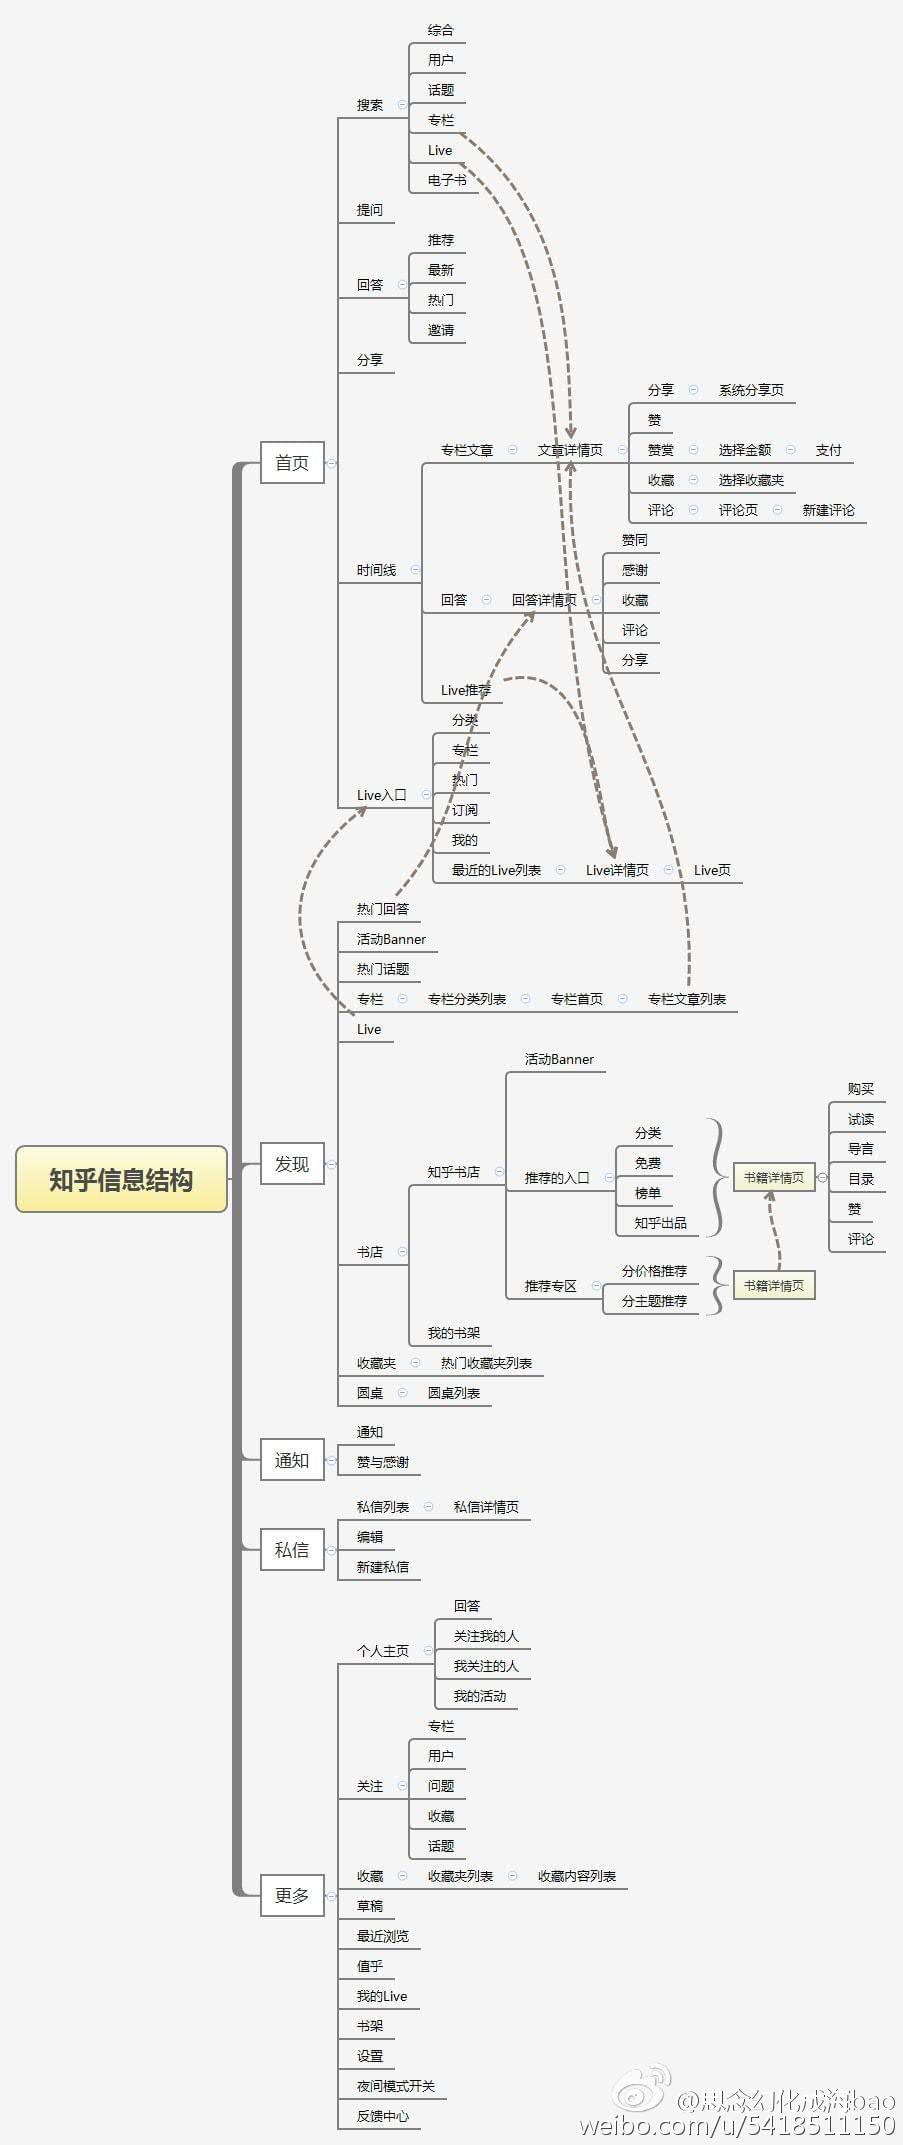 知乎信息结构
首页
搜索
综合
用户
话题
专栏
Live
电子书
提问
回答
推荐
最新
热门
邀请
分享
时间线
专栏文章
文章详情页
分享
系统分享页
赞
赞赏
选择金额
支付
收藏
选择收藏夹
评论
评论页
新建评论
回答
回答详情页
赞同
感谢
收藏
评论
分享
Live推荐
Live入口
分类
专栏
热门
订阅
我的
最近的Live列表
Live详情页
Live页
发现
热门回答
活动Banner
热门话题
专栏
专栏分类列表
专栏首页
专栏文章列表
Live
书店
知乎书店
活动Banner
推荐的入口
分类
免费
榜单
知乎出品
书籍详情页
购买
试读
导言
目录
赞
评论
推荐专区
分价格推荐
分主题推荐
书籍详情页
我的书架
收藏夹
热门收藏夹列表
圆桌
圆桌列表
通知
通知
赞与感谢
私信
私信列表
私信详情页
编辑
新建私信
更多
个人主页
回答
关注我的人
我关注的人
我的活动
关注
专栏
用户
问题
收藏
话题
收藏
收藏夹列表
收藏内容列表
草稿
最近浏览
值乎
我的Live
书架
设置
夜间模式开关
反馈中心
@思念幻化成海bao
weibo.com/u/5418511150